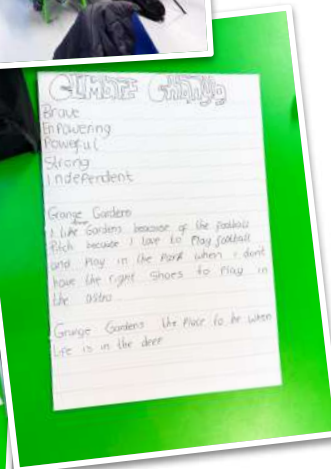 CLIMATE Change
Brave
Empowering
Powerful
Strong
Independent
Grange Gardens
I like Gardens because of the football
Pitch because I love to Play football
and Play in the Park when I dont
have the right Shoes to Play in
the astro
Grange Gardens the Place to be when
life is in the deer